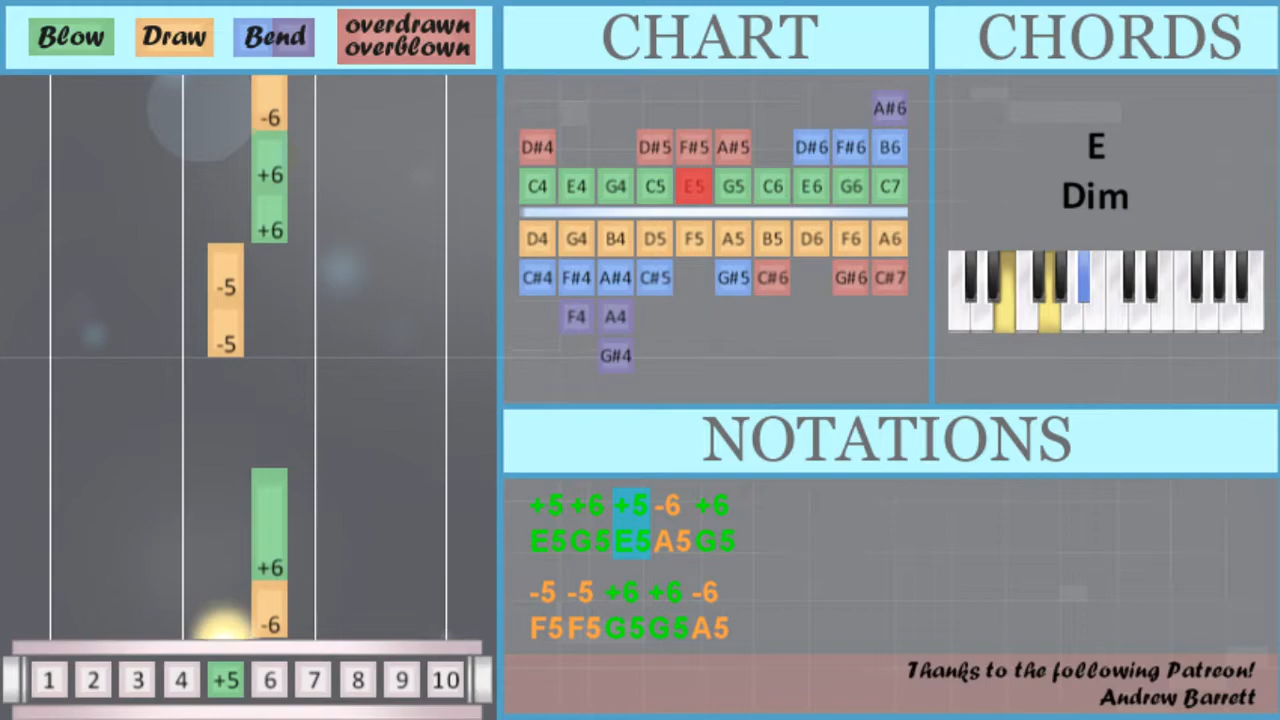 Blow Draw Bend overdrawn
overblown
CHART
CHORDS
-6
+6
+6
-5
-5
+6
-6
1 2 3 4 +5 6 7 8 9 10
A#6
D#4 D#5 F#5 A#5 D#6 F#6 B6
C4 E4 G4 C5 E5 G5 C6 E6 G6 C7
D4 G4 B4 D5 F5 A5 B5 D6 F6 A6
C#4 F#4 A#4 C#5 G#5 C#6 G#6 C#7
F4 A4
G#4
E
Dim
NOTATIONS
+5 +6 +5 -6 +6
E5 G5 E5 A5 G5
-5 -5 +6 +6 -6
F5 F5 G5 G5 A5
Thanks to the following Patreon!
Andrew Barrett